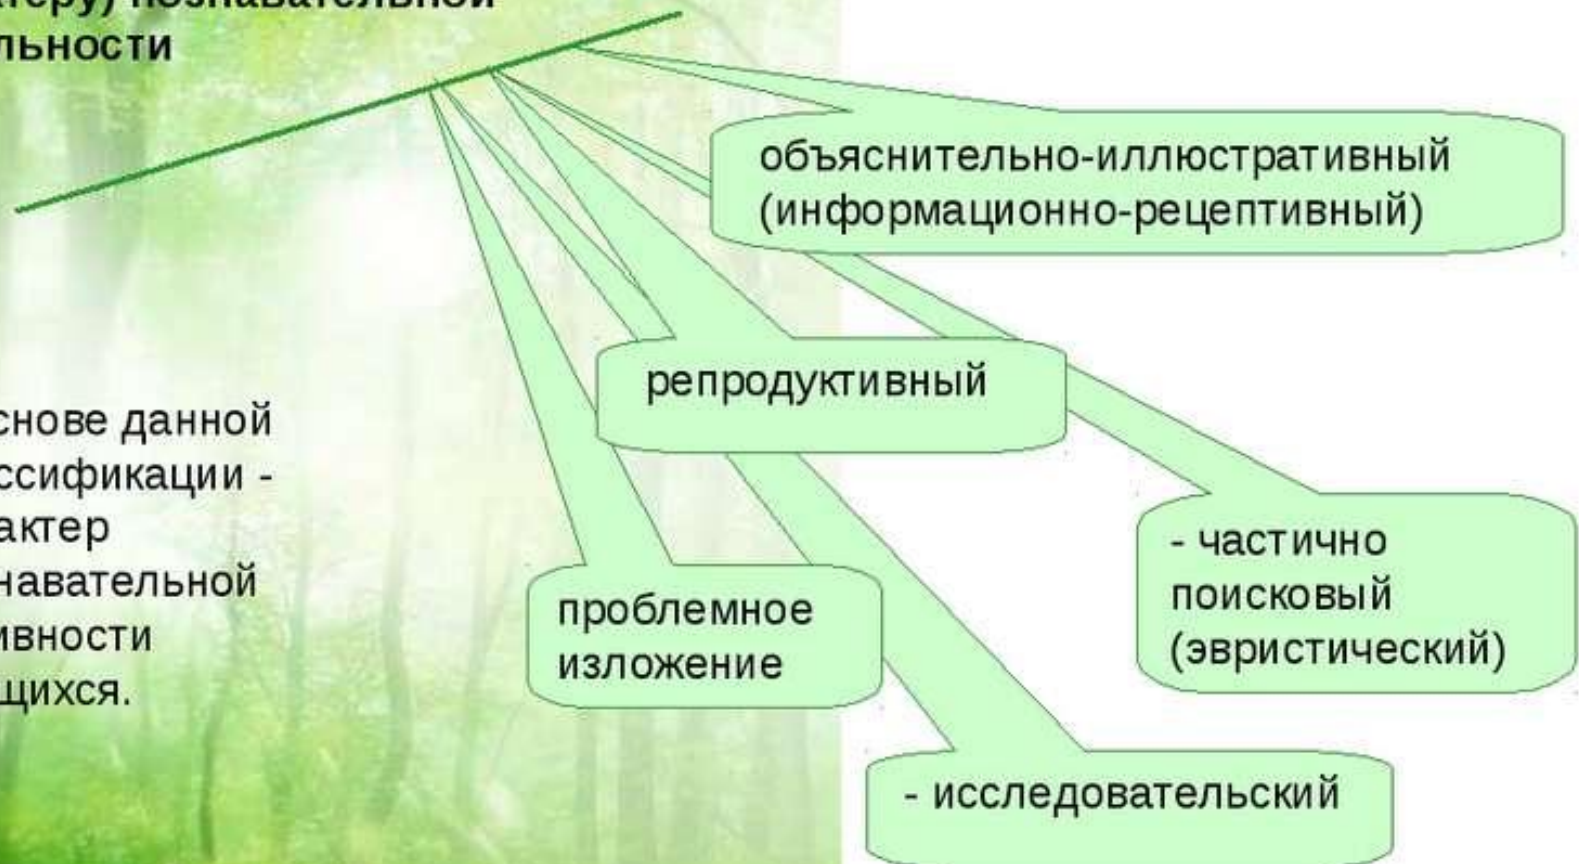 познавательной
льности
объяснительно-иллюстративный
(информационно-рецептивный)
репродуктивный
снове данной
ссификации -
актер
навательной
ивности
щихся.
- частично
поисковый
(эвристический)
проблемное
изложение
- исследовательский